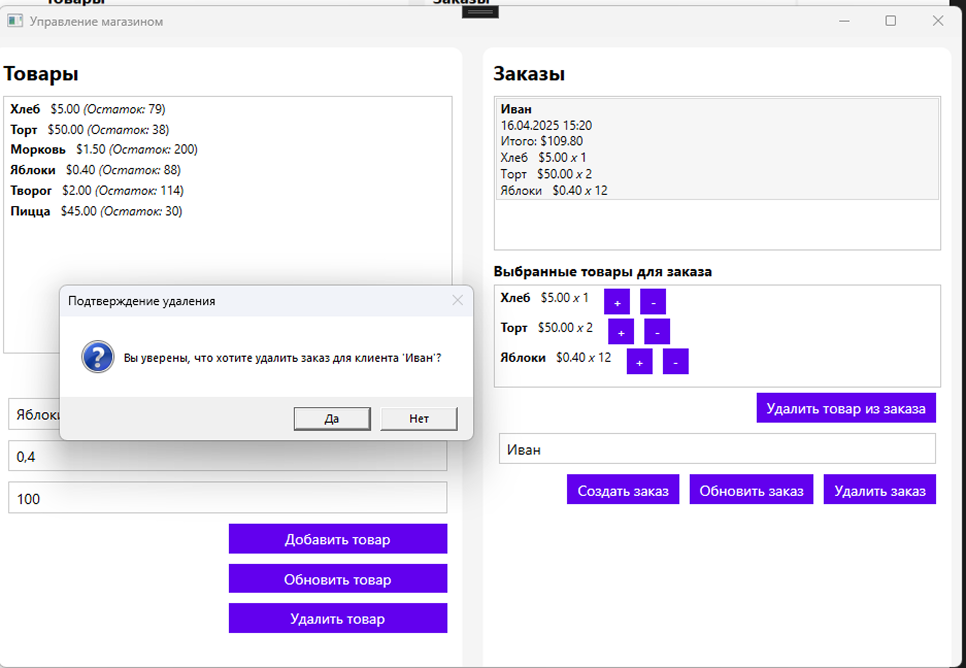 Товары
Заказы
Управление магазином
Товары
Хлеб $5.00 (Остаток: 79)
Торт $50.00 (Остаток: 38)
Морковь $1.50 (Остаток: 200)
Яблоки $0.40 (Остаток: 88)
Творог $2.00 (Остаток: 114)
Пицца $45.00 (Остаток: 30)
Подтверждение удаления
Вы уверены, что хотите удалить заказ для клиента 'Иван'?
Да
Нет
0,4
100
Добавить товар
Обновить товар
Удалить товар
Заказы
Иван
16.04.2025 15:20
Итого: $109.80
Хлеб $5.00 x 1
Торт $50.00 x 2
Яблоки $0.40 x 12
Выбранные товары для заказа
Хлеб $5.00 x 1 + -
Торт $50.00 x 2 + -
Яблоки $0.40 x 12 + -
Удалить товар из заказа
Иван
Создать заказ Обновить заказ Удалить заказ